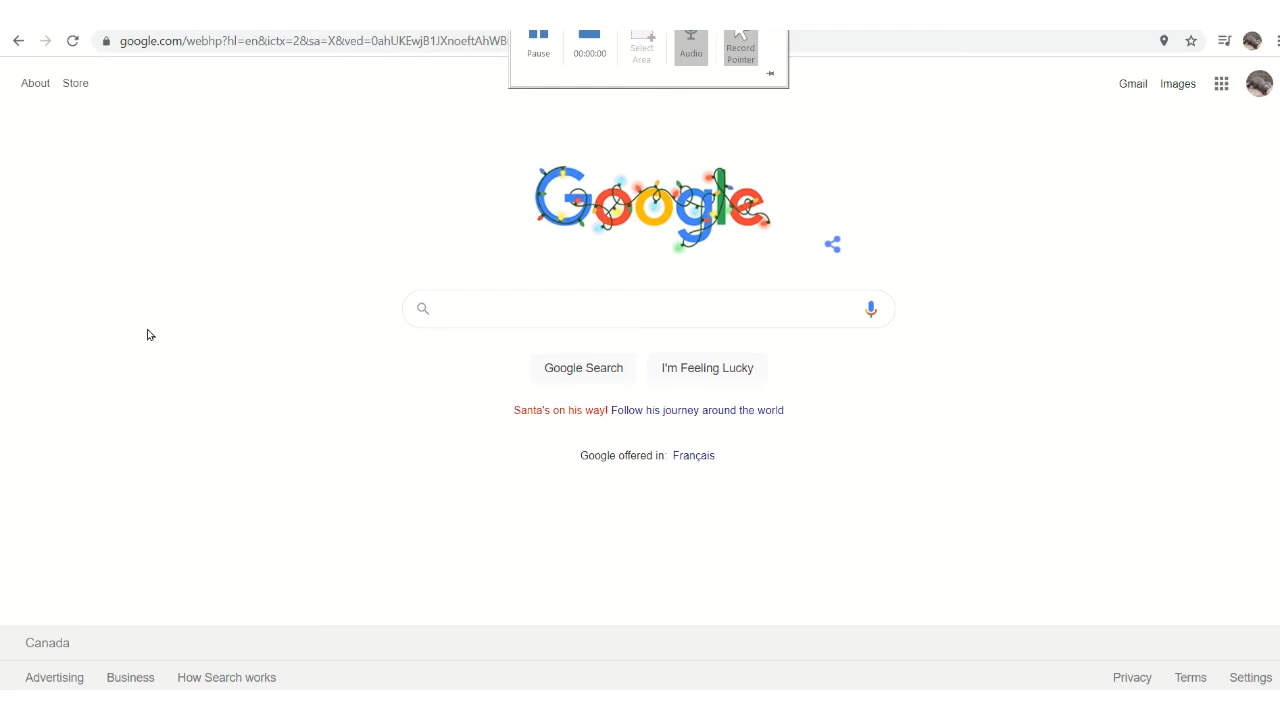 google.com/webhp?hl=en&ictx=2&sa=X&ved=0ahUKEwjB1JXnoeftAhWB
Pause
00:00:00
Select
Area
Audio
Record
Pointer
About Store
Gmail Images
Google
Google Search I'm Feeling Lucky
Santa's on his way! Follow his journey around the world
Google offered in: Français
Canada
Advertising Business How Search works
Privacy Terms Settings